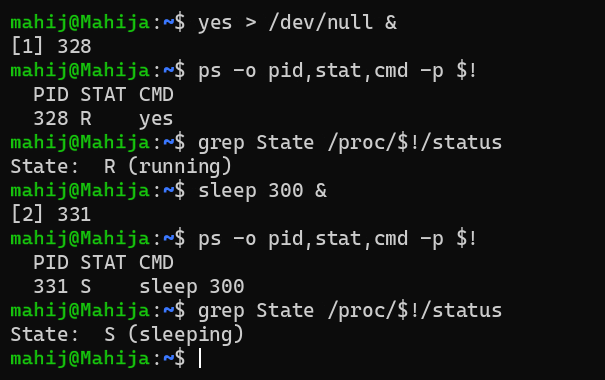 mahij@Mahija:~$ yes > /dev/null &
[1] 328
mahij@Mahija:~$ ps -o pid,stat,cmd -p $!
  PID STAT CMD
  328 R    yes
mahij@Mahija:~$ grep State /proc/$!/status
State:  R (running)
mahij@Mahija:~$ sleep 300 &
[2] 331
mahij@Mahija:~$ ps -o pid,stat,cmd -p $!
  PID STAT CMD
  331 S    sleep 300
mahij@Mahija:~$ grep State /proc/$!/status
State:  S (sleeping)
mahij@Mahija:~$